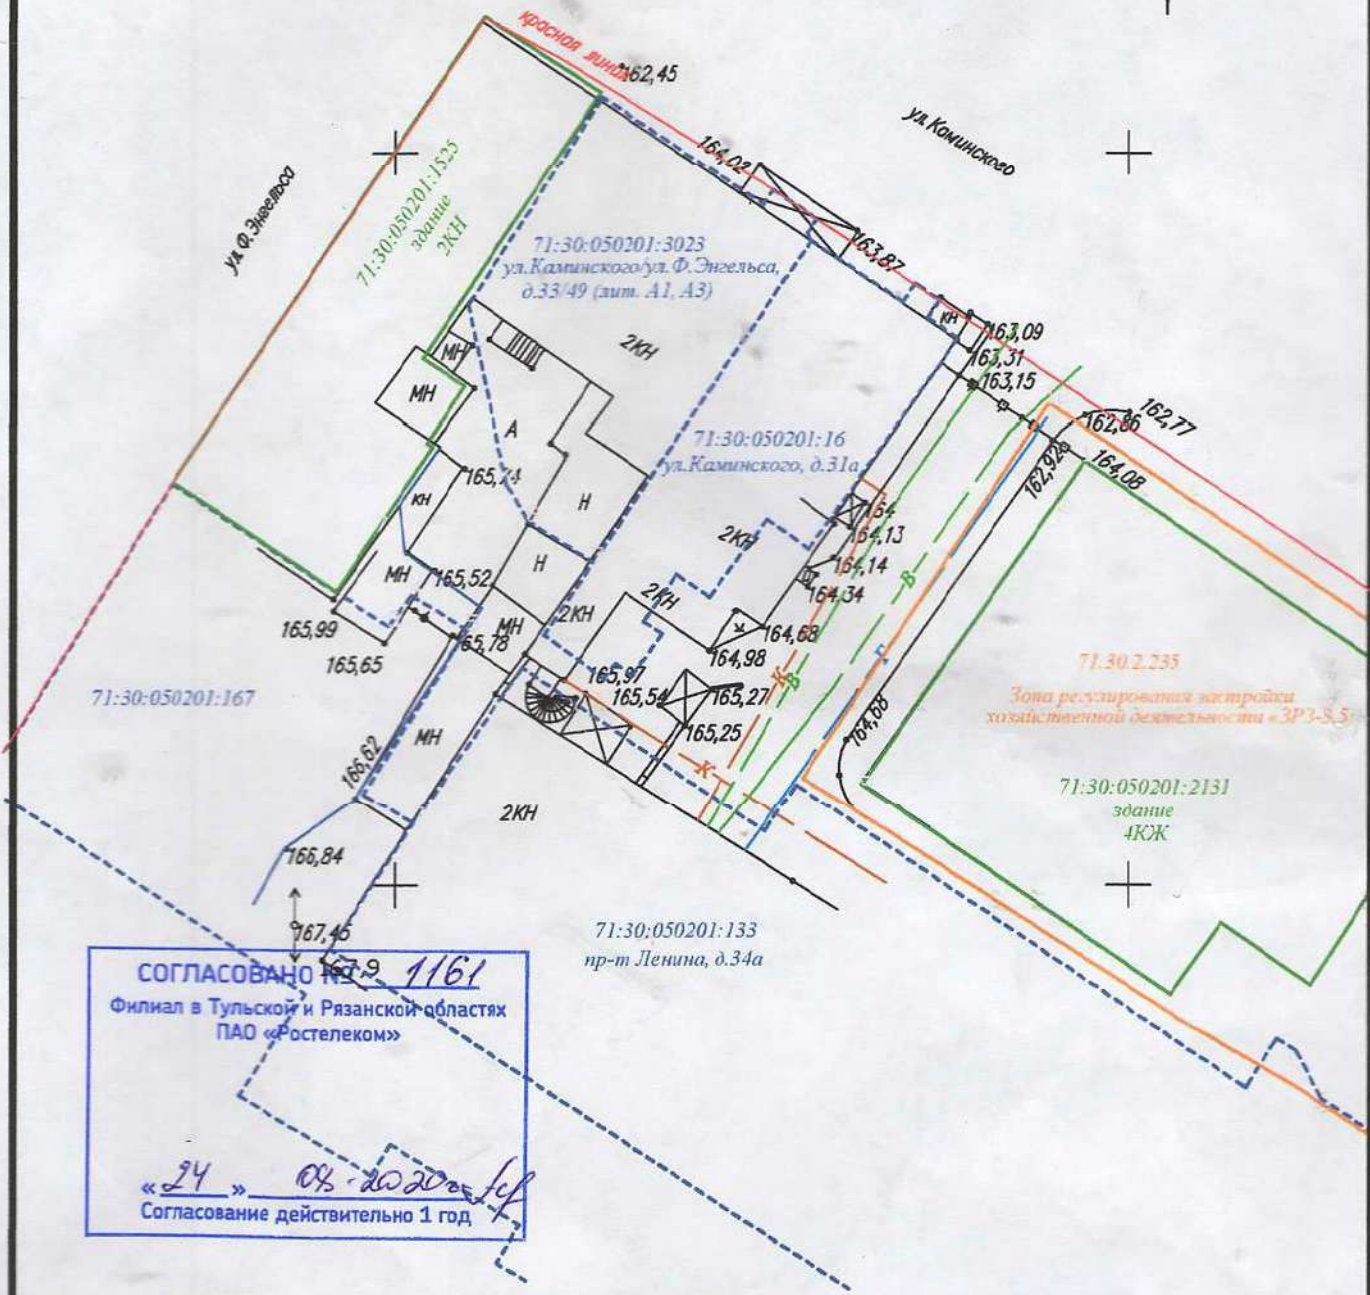 красная линия
162,45
ул. Каминского
164,02
ул. Ф. Энгельса
71:30:050201:1525
здание
2КН
71:30:050201:3023
ул.Каминского/ул.Ф.Энгельса,
д.33/49 (лит. А1, А3)
163,87
кн
163,09
163,31
163,15
2КН
МН
МН
А
162,86
162,77
162,92
164,08
71:30:050201:16
ул.Каминского, д.31а
165,74
кн
Н
164
164,13
2КН
Н
164,14
164,34
В
МН
165,52
2КН
2КН
МН
165,99
165,65
65,78
к
164,68
164,98
Г
71.30.2.235
Зона регулирования застройки
хозяйственной деятельности «ЗРЗ-3.5
71:30:050201:167
165,97
165,54
165,27
К
В
165,25
164,68
МН
166,62
К
71:30:050201:2131
здание
4КЖ
2КН
166,84
167,45
71:30:050201:133
пр-т Ленина, д.34а
167,9
СОГЛАСОВАНО № 1161
Филиал в Тульской и Рязанской областях
ПАО «Ростелеком»
«24» 08.2020г.
Согласование действительно 1 год